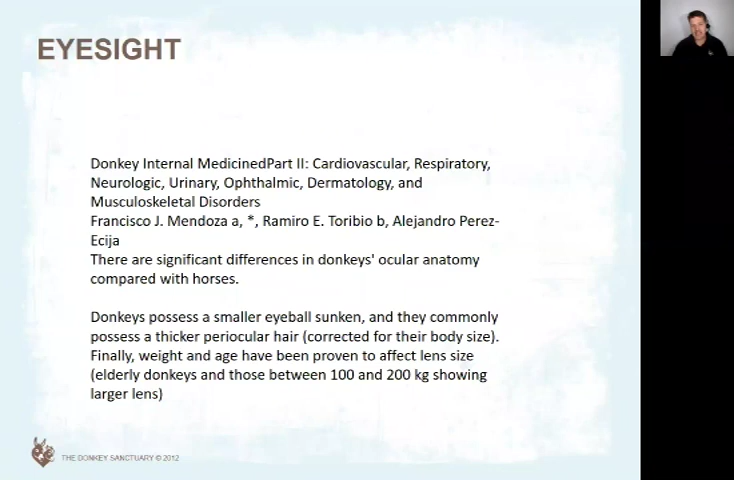 EYESIGHT
Donkey Internal MedicinedPart II: Cardiovascular, Respiratory,
Neurologic, Urinary, Ophthalmic, Dermatology, and
Musculoskeletal Disorders
Francisco J. Mendoza a, *, Ramiro E. Toribio b, Alejandro Perez-
Ecija
There are significant differences in donkeys' ocular anatomy
compared with horses.
Donkeys possess a smaller eyeball sunken, and they commonly
possess a thicker periocular hair (corrected for their body size).
Finally, weight and age have been proven to affect lens size
(elderly donkeys and those between 100 and 200 kg showing
larger lens)
THE DONKEY SANCTUARY © 2012